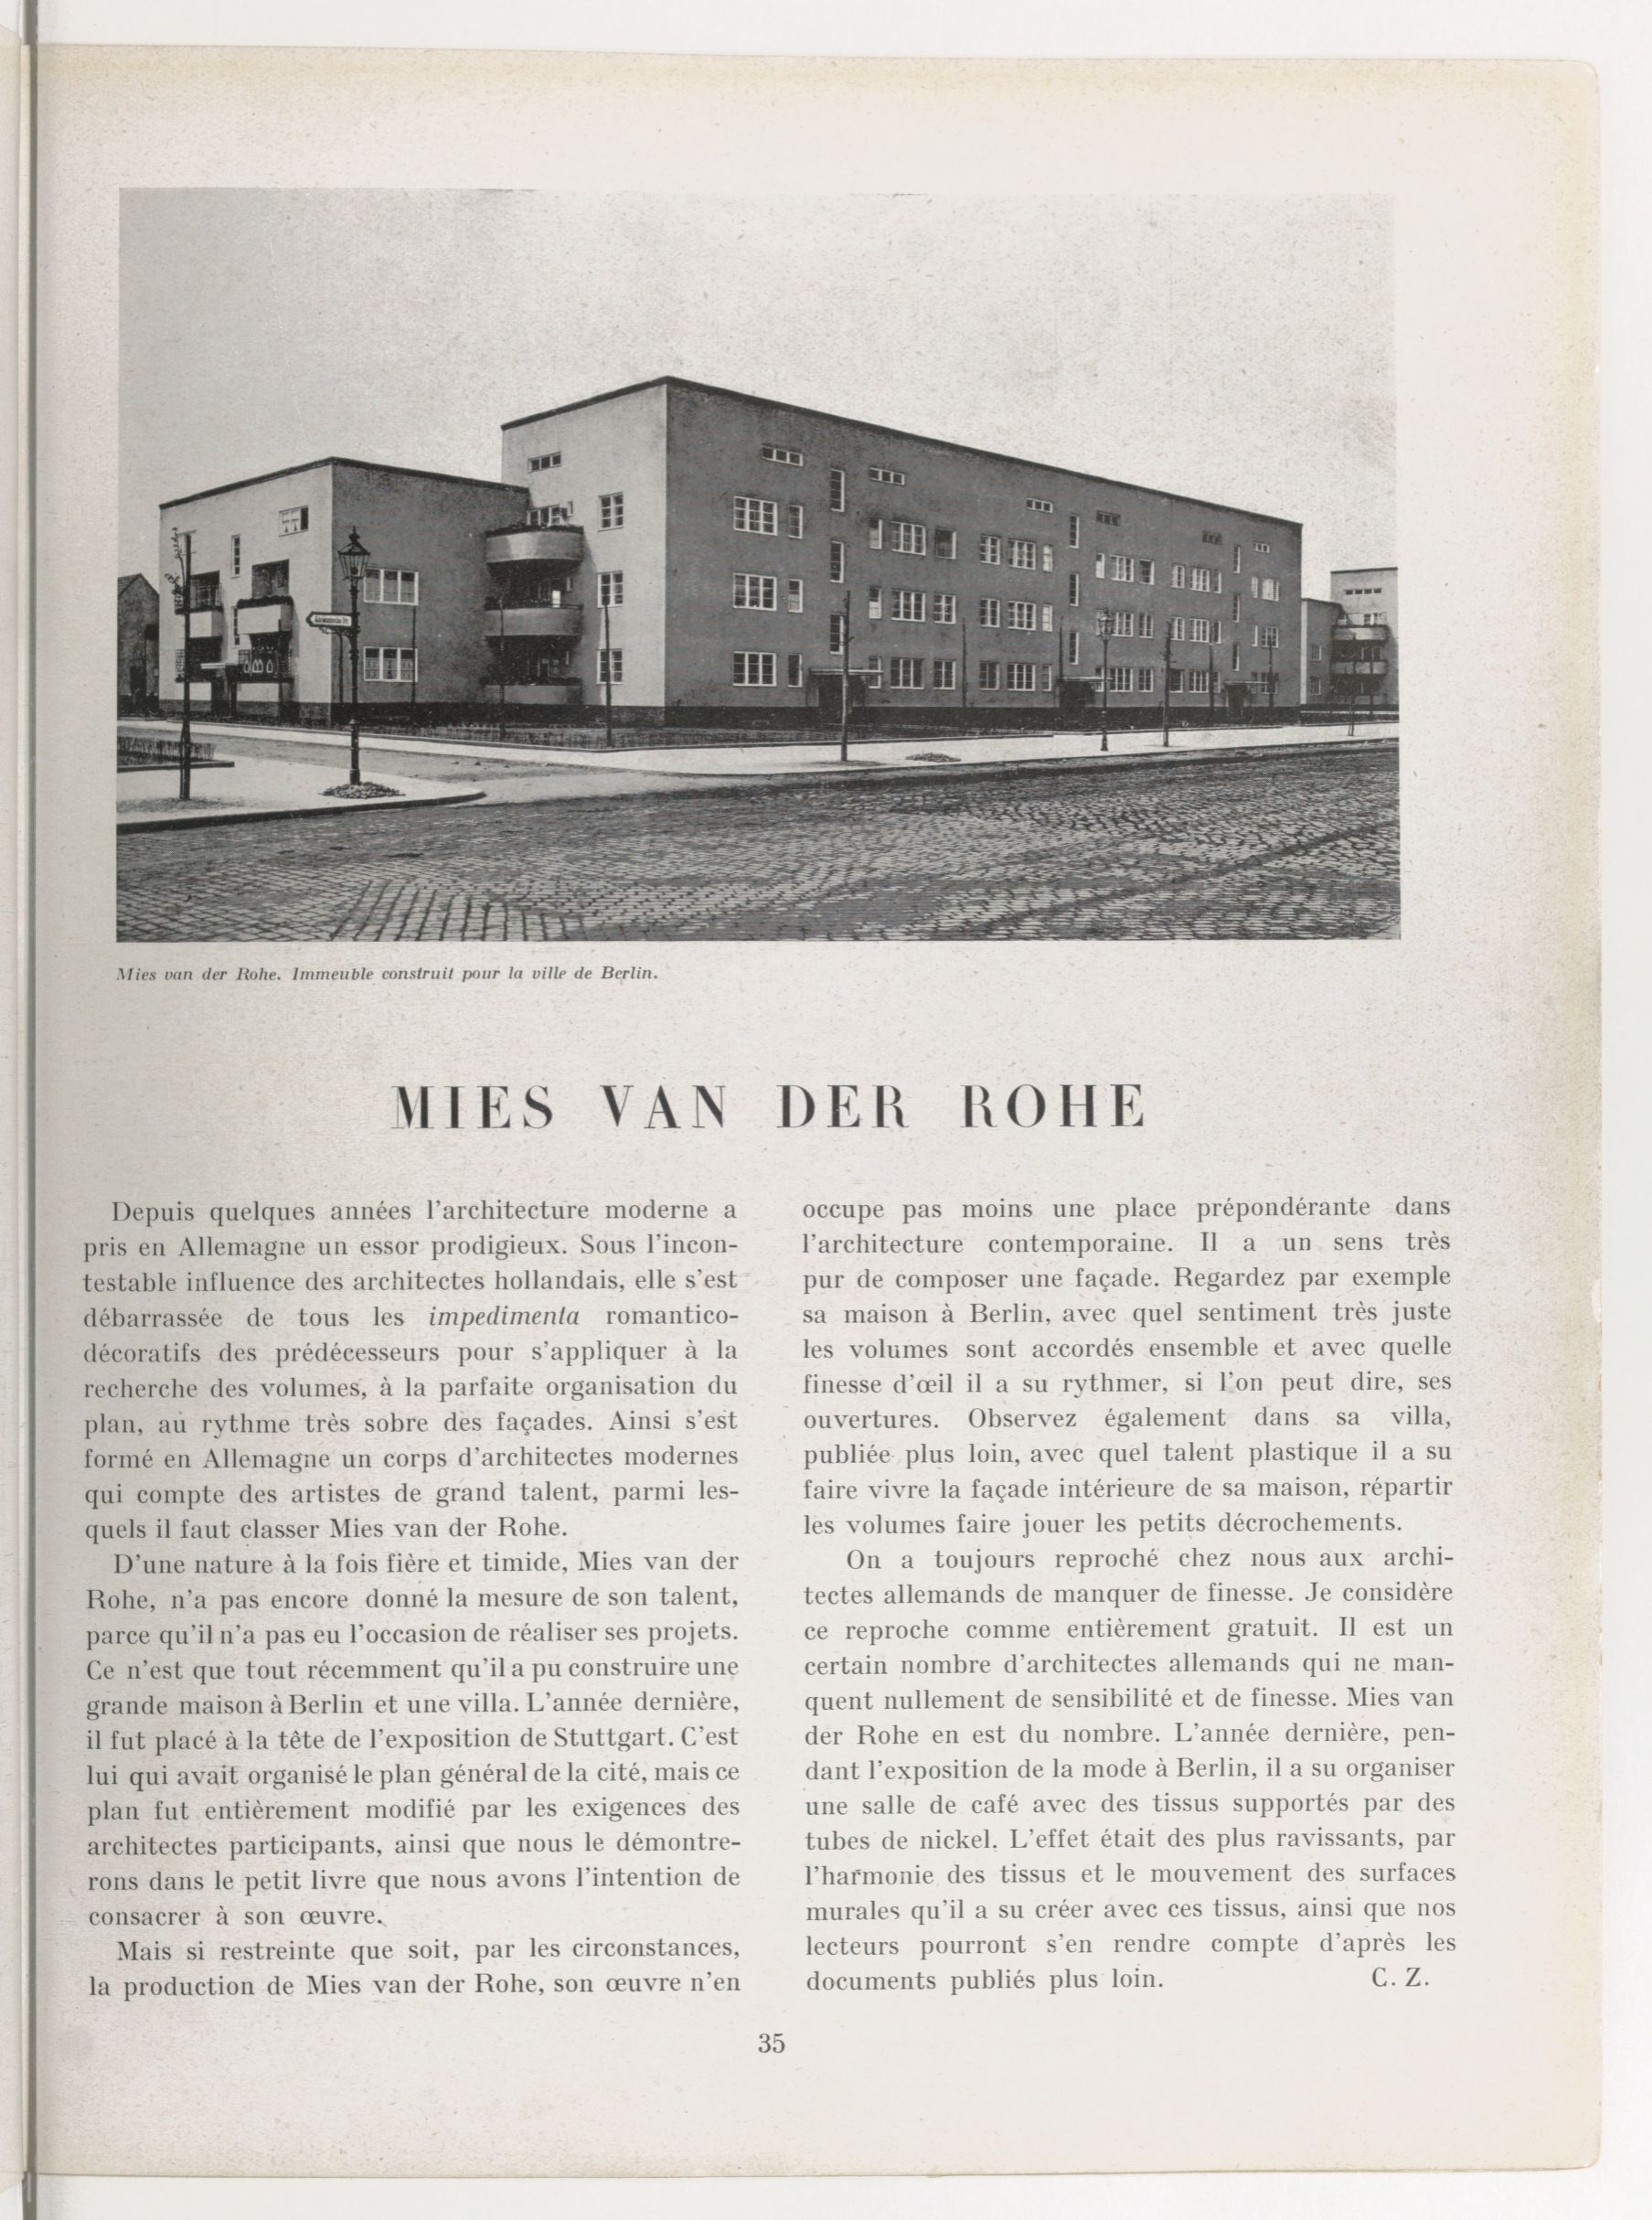 Mies van der Rohe. Immeuble construit pour la ville de Berlin.
MIES VAN DER ROHE
Depuis quelques années l'architecture moderne a
pris en Allemagne un essor prodigieux. Sous l'incon-
testable influence des architectes hollandais, elle s'est
débarrassée de tous les impedimenta romantico-
décoratifs des prédécesseurs pour s'appliquer à la
recherche des volumes, à la parfaite organisation du
plan, au rythme très sobre des façades. Ainsi s'est
formé en Allemagne un corps d'architectes modernes
qui compte des artistes de grand talent, parmi les-
quels il faut classer Mies van der Rohe.
D'une nature à la fois fière et timide, Mies van der
Rohe, n'a pas encore donné la mesure de son talent,
parce qu'il n'a pas eu l'occasion de réaliser ses projets.
Ce n'est que tout récemment qu'il a pu construire une
grande maison à Berlin et une villa. L'année dernière,
il fut placé à la tête de l'exposition de Stuttgart. C'est
lui qui avait organisé le plan général de la cité, mais ce
plan fut entièrement modifié par les exigences des
architectes participants, ainsi que nous le démontre-
rons dans le petit livre que nous avons l'intention de
consacrer à son œuvre.
Mais si restreinte que soit, par les circonstances,
la production de Mies van der Rohe, son œuvre n'en
occupe pas moins une place prépondérante dans
l'architecture contemporaine. Il a un sens très
pur de composer une façade. Regardez par exemple
sa maison à Berlin, avec quel sentiment très juste
les volumes sont accordés ensemble et avec quelle
finesse d'œil il a su rythmer, si l'on peut dire, ses
ouvertures. Observez également dans sa villa,
publiée plus loin, avec quel talent plastique il a su
faire vivre la façade intérieure de sa maison, répartir
les volumes faire jouer les petits décrochements.
On a toujours reproché chez nous aux archi-
tectes allemands de manquer de finesse. Je considère
ce reproche comme entièrement gratuit. Il est un
certain nombre d'architectes allemands qui ne man-
quent nullement de sensibilité et de finesse. Mies van
der Rohe en est du nombre. L'année dernière, pen-
dant l'exposition de la mode à Berlin, il a su organiser
une salle de café avec des tissus supportés par des
tubes de nickel. L'effet était des plus ravissants, par
l'harmonie des tissus et le mouvement des surfaces
murales qu'il a su créer avec ces tissus, ainsi que nos
lecteurs pourront s'en rendre compte d'après les
documents publiés plus loin. C. Z.
35